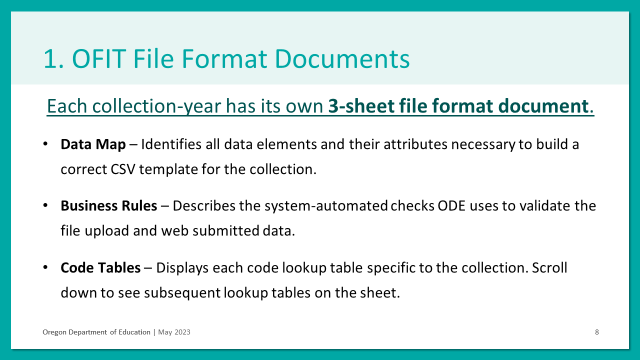 1. OFIT File Format Documents
Each collection-year has its own 3-sheet file format document.
• Data Map – Identifies all data elements and their attributes necessary to build a
correct CSV template for the collection.
• Business Rules – Describes the system-automated checks ODE uses to validate the
file upload and web submitted data.
• Code Tables – Displays each code lookup table specific to the collection. Scroll
down to see subsequent lookup tables on the sheet.
Oregon Department of Education | May 2023 8